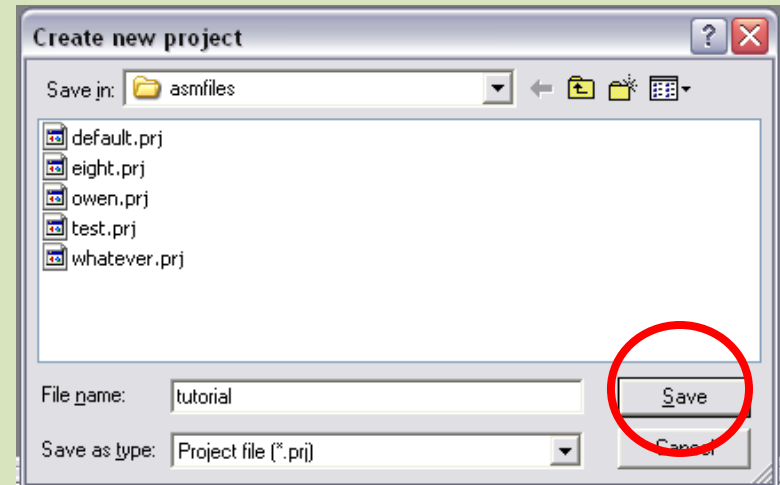 Create new project
Save in: asmfiles
default.prj
eight.prj
owen.prj
test.prj
whatever.prj
File name: tutorial Save
Save as type: Project file (*.prj) Cancel